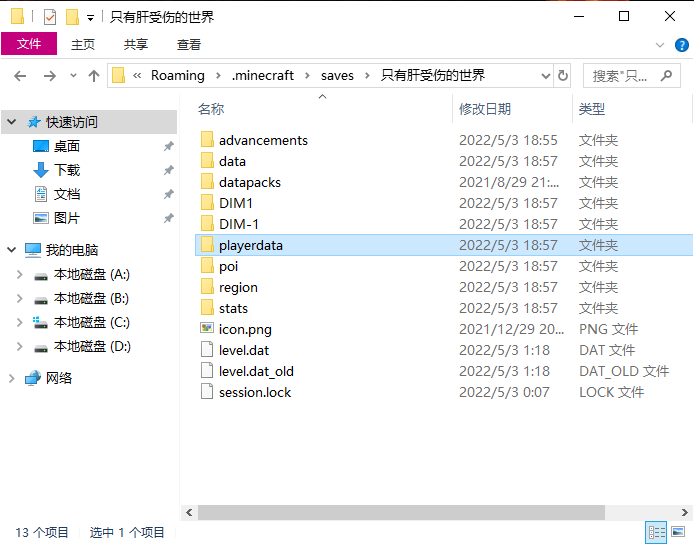 只有肝受伤的世界
文件 主页 共享 查看
« Roaming › .minecraft › saves › 只有肝受伤的世界 搜索"只...
名称 修改日期 类型
快速访问
桌面
下载
文档
图片
我的电脑
本地磁盘 (A:)
本地磁盘 (B:)
本地磁盘 (C:)
本地磁盘 (D:)
网络
advancements 2022/5/3 18:55 文件夹
data 2022/5/3 18:57 文件夹
datapacks 2021/8/29 21:... 文件夹
DIM1 2022/5/3 18:57 文件夹
DIM-1 2022/5/3 18:57 文件夹
playerdata 2022/5/3 18:57 文件夹
poi 2022/5/3 18:57 文件夹
region 2022/5/3 18:57 文件夹
stats 2022/5/3 18:57 文件夹
icon.png 2021/12/29 20... PNG 文件
level.dat 2022/5/3 1:18 DAT 文件
level.dat_old 2022/5/3 1:18 DAT_OLD 文件
session.lock 2022/5/3 0:07 LOCK 文件
13 个项目 选中 1 个项目